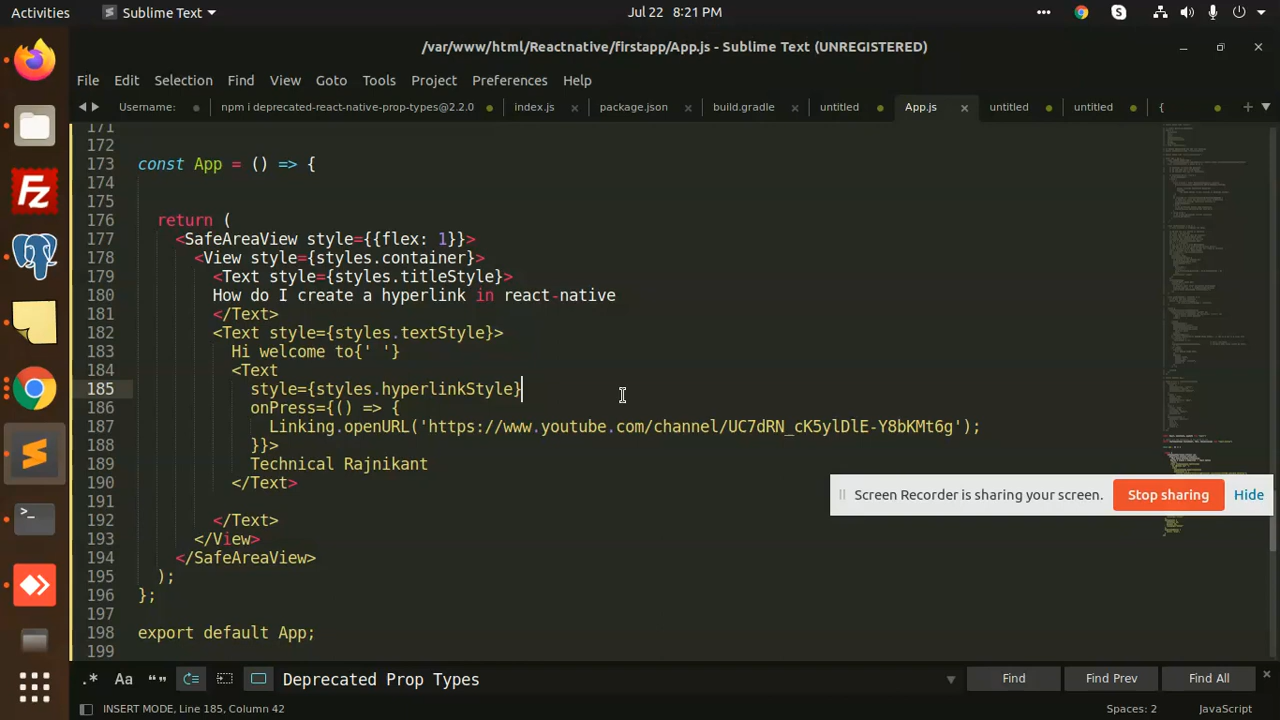 Activities
Sublime Text
Jul 22 8:21 PM
/var/www/html/Reactnative/firstapp/App.js - Sublime Text (UNREGISTERED)
File Edit Selection Find View Goto Tools Project Preferences Help
Username: npm i deprecated-react-native-prop-types@2.2.0 index.js package.json build.gradle untitled App.js untitled untitled {
171
172
173 const App = () => {
174
175
176 return (
177 <SafeAreaView style={{flex: 1}}>
178 <View style={styles.container}>
179 <Text style={styles.titleStyle}>
180 How do I create a hyperlink in react-native
181 </Text>
182 <Text style={styles.textStyle}>
183 Hi welcome to{' '}
184 <Text
185 style={styles.hyperlinkStyle}
186 onPress={() => {
187 Linking.openURL('https://www.youtube.com/channel/UC7dRN_cK5ylDlE-Y8bKMt6g');
188 }}>
189 Technical Rajnikant
190 </Text>
191
192 </Text>
193 </View>
194 </SafeAreaView>
195 );
196 };
197
198 export default App;
199
Screen Recorder is sharing your screen. Stop sharing Hide
.* Aa “” Deprecated Prop Types Find Find Prev Find All
INSERT MODE, Line 185, Column 42 Spaces: 2 JavaScript